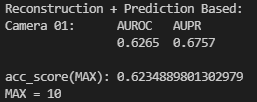 Reconstruction + Prediction Based:
Camera 01:     AUROC   AUPR
               0.6265  0.6757
acc_score(MAX): 0.6234889801302979
MAX = 10